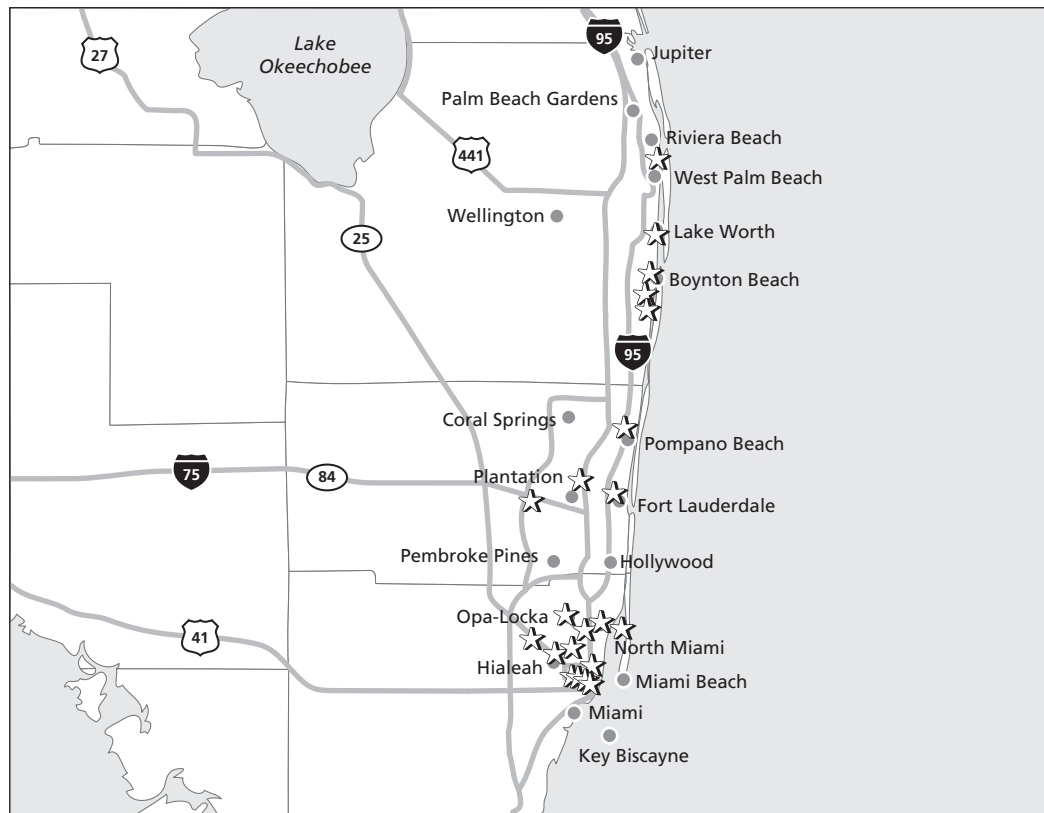 27
Lake
Okeechobee
95
Jupiter
Palm Beach Gardens
441
Riviera Beach
West Palm Beach
Wellington
Lake Worth
25
Boynton Beach
95
Coral Springs
Pompano Beach
75
84
Plantation
Fort Lauderdale
Pembroke Pines
Hollywood
Opa-Locka
41
North Miami
Hialeah
Miami Beach
Miami
Key Biscayne